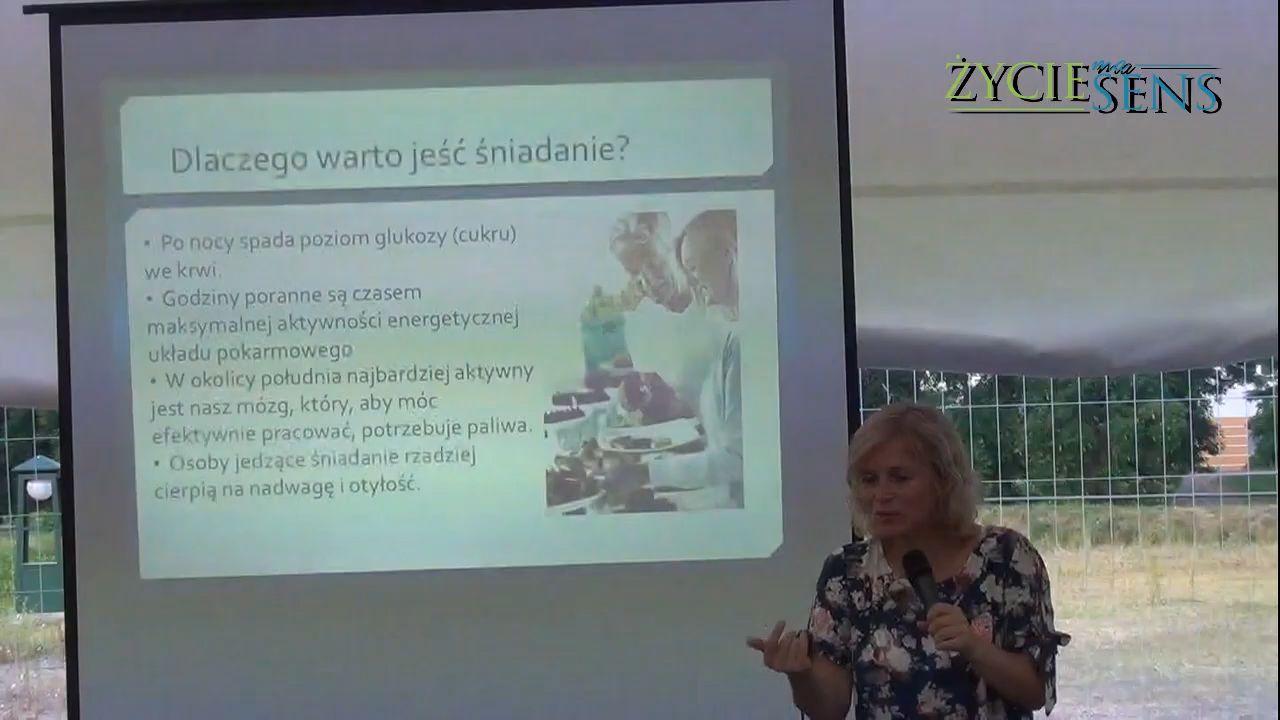 ŻYCIE ma SENS
Dlaczego warto jeść śniadanie?
• Po nocy spada poziom glukozy (cukru)
we krwi.
• Godziny poranne są czasem
maksymalnej aktywności energetycznej
układu pokarmowego
• W okolicy południa najbardziej aktywny
jest nasz mózg, który, aby móc
efektywnie pracować, potrzebuje paliwa.
• Osoby jedzące śniadanie rzadziej
cierpią na nadwagę i otyłość.